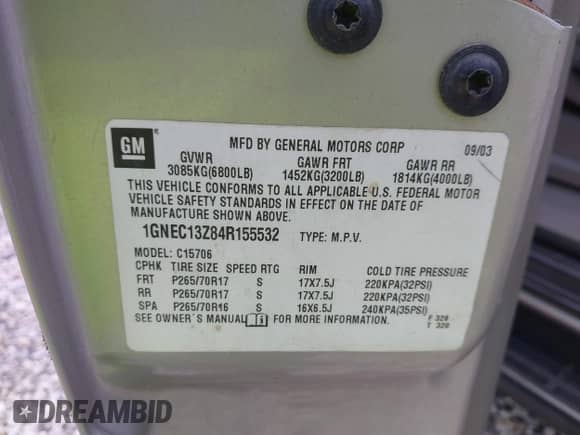 GM
MFD BY GENERAL MOTORS CORP 09/03
GVWR GAWR FRT GAWR RR
3085KG(6800LB) 1452KG(3200LB) 1814KG(4000LB)
THIS VEHICLE CONFORMS TO ALL APPLICABLE U.S. FEDERAL MOTOR
VEHICLE SAFETY STANDARDS IN EFFECT ON THE DATE OF
MANUFACTURE SHOWN ABOVE.
1GNEC13Z84R155532 TYPE: M.P.V.
MODEL: C15706
CPHK TIRE SIZE SPEED RTG RIM COLD TIRE PRESSURE
FRT P265/70R17 S 17X7.5J 220KPA(32PSI)
RR P265/70R17 S 17X7.5J 220KPA(32PSI)
SPA P265/70R16 S 16X6.5J 240KPA(35PSI)
SEE OWNER'S MANUAL i FOR MORE INFORMATION. F 320
T 320
DREAMBID